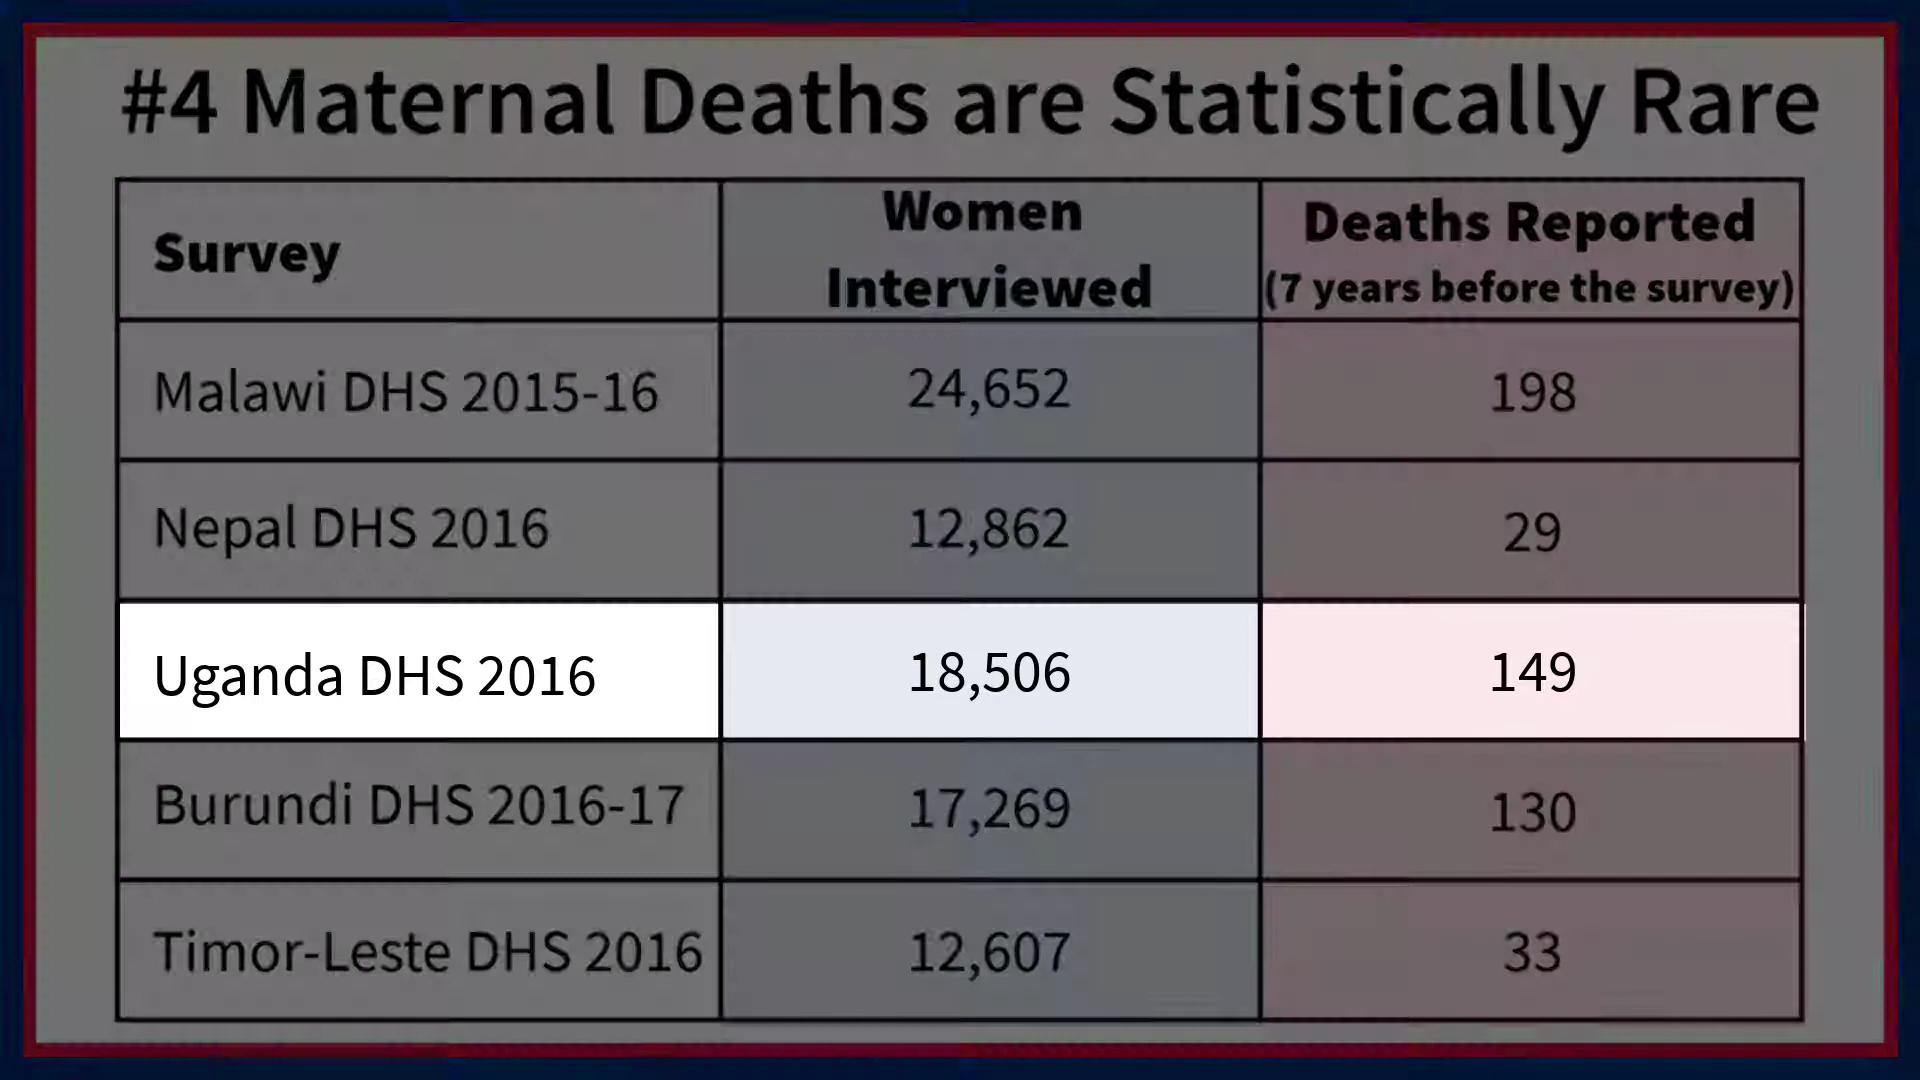 #4 Maternal Deaths are Statistically Rare
Survey
Women
Interviewed
Deaths Reported
(7 years before the survey)
Malawi DHS 2015-16
24,652
198
Nepal DHS 2016
12,862
29
Uganda DHS 2016
18,506
149
Burundi DHS 2016-17
17,269
130
Timor-Leste DHS 2016
12,607
33